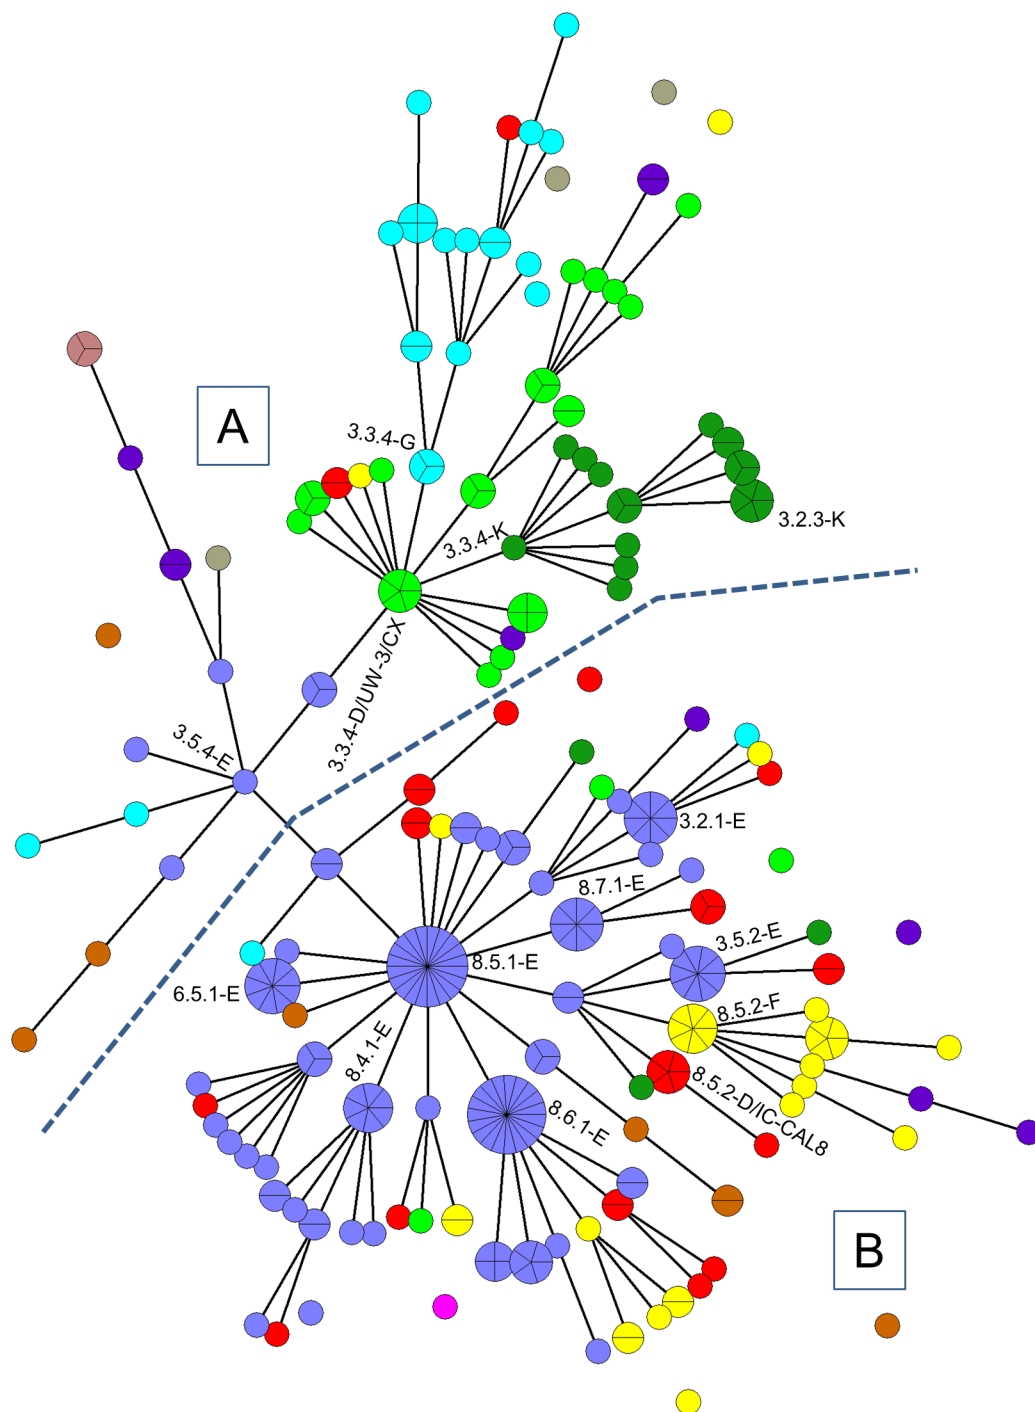 A
3.3.4-G
3.3.4-K
3.2.3-K
3.3.4-D/UW-3/CX
3.5.4-E
3.2.1-E
8.7.1-E
3.5.2-E
8.5.1-E
6.5.1-E
8.5.2-F
8.4.1-E
8.5.2-D/IC-CAL8
8.6.1-E
B